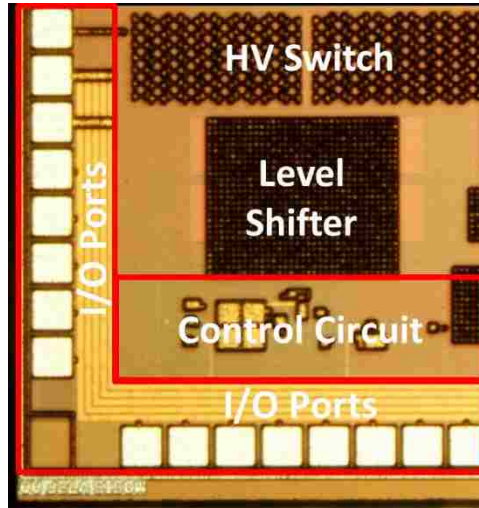 HV Switch
Level
Shifter
I/O Ports
Control Circuit
I/O Ports